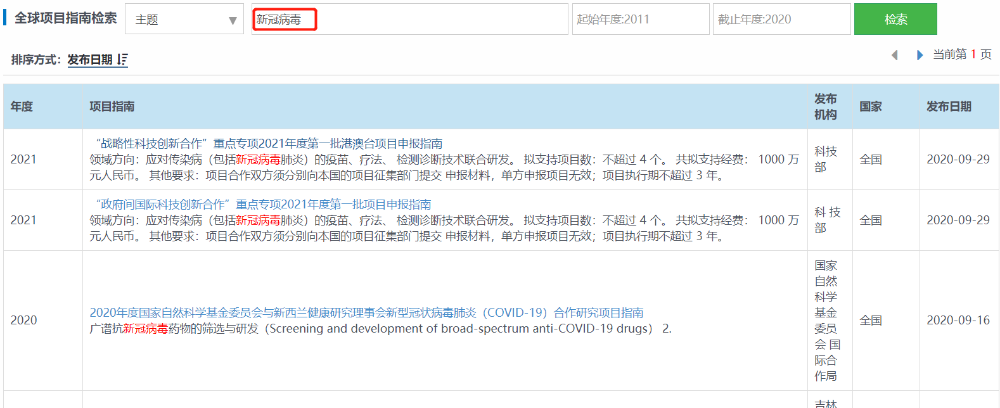 全球项目指南检索
主题
新冠病毒
起始年度:2011
截止年度:2020
检索
排序方式：发布日期
当前第 1 页
年度
项目指南
发布
机构
国家
发布日期
2021
“战略性科技创新合作”重点专项2021年度第一批港澳台项目申报指南
领域方向：应对传染病（包括新冠病毒肺炎）的疫苗、疗法、 检测诊断技术联合研发。 拟支持项目数：不超过 4 个。 共拟支持经费： 1000 万
元人民币。 其他要求：项目合作双方须分别向本国的项目征集部门提交 申报材料，单方申报项目无效；项目执行期不超过 3 年。
科技
部
全国
2020-09-29
2021
“政府间国际科技创新合作”重点专项2021年度第一批项目申报指南
领域方向：应对传染病（包括新冠病毒肺炎）的疫苗、疗法、 检测诊断技术联合研发。 拟支持项目数：不超过 4 个。 共拟支持经费： 1000 万
元人民币。 其他要求：项目合作双方须分别向本国的项目征集部门提交 申报材料，单方申报项目无效；项目执行期不超过 3 年。
科 技
部
全国
2020-09-29
2020
2020年度国家自然科学基金委员会与新西兰健康研究理事会新型冠状病毒肺炎（COVID-19）合作研究项目指南
广谱抗新冠病毒药物的筛选与研发（Screening and development of broad-spectrum anti-COVID-19 drugs） 2.
国家
自然
科学
基金
委员
会 国
际合
作局
全国
2020-09-16
吉林